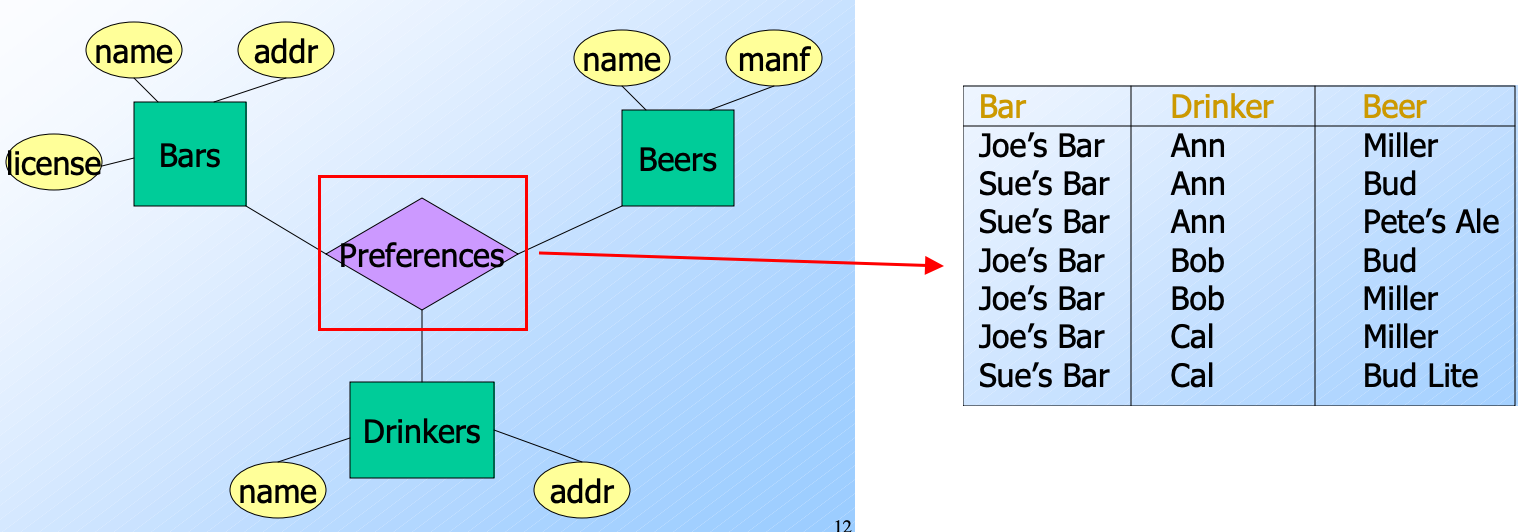 name addr
name manf
license Bars Beers
Preferences
Drinkers
name addr
12
Bar Drinker Beer
Joe’s Bar Ann Miller
Sue’s Bar Ann Bud
Sue’s Bar Ann Pete’s Ale
Joe’s Bar Bob Bud
Joe’s Bar Bob Miller
Joe’s Bar Cal Miller
Sue’s Bar Cal Bud Lite